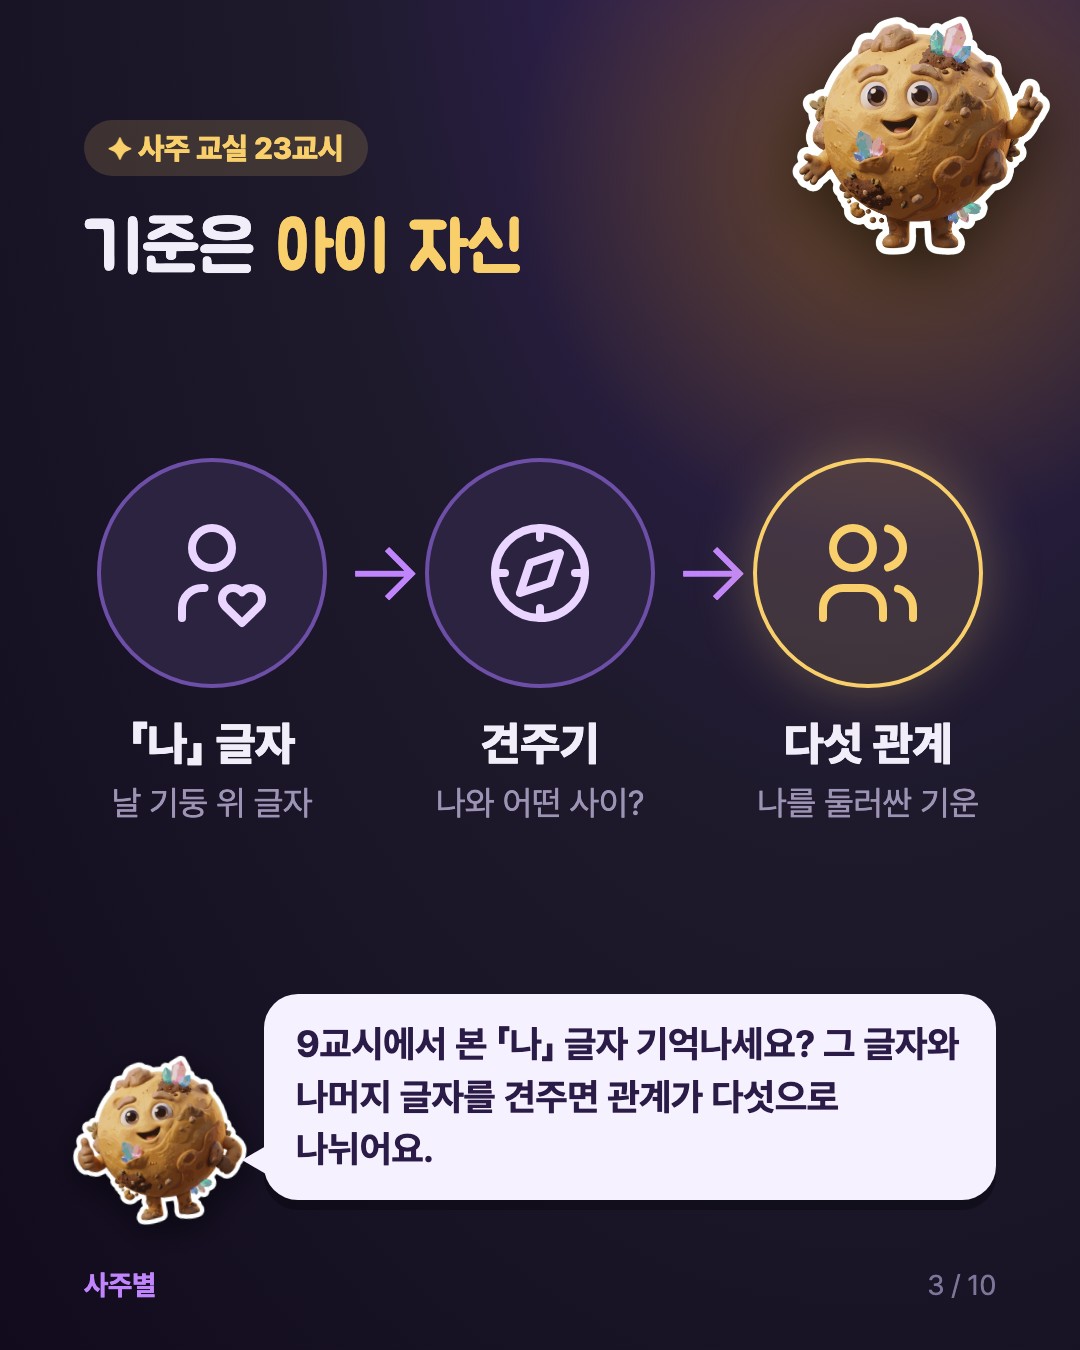 ✦ 사주 교실 23교시
기준은 아이 자신
「나」 글자
날 기둥 위 글자
견주기
나와 어떤 사이?
다섯 관계
나를 둘러싼 기운
9교시에서 본 「나」 글자 기억나세요? 그 글자와
나머지 글자를 견주면 관계가 다섯으로
나뉘어요.
사주별
3 / 10